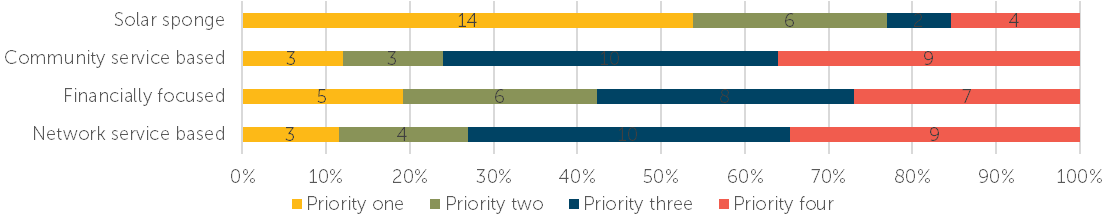 Solar sponge 14 6 2 4
Community service based 3 3 10 9
Financially focused 5 6 8 7
Network service based 3 4 10 9
0% 10% 20% 30% 40% 50% 60% 70% 80% 90% 100%
Priority one Priority two Priority three Priority four